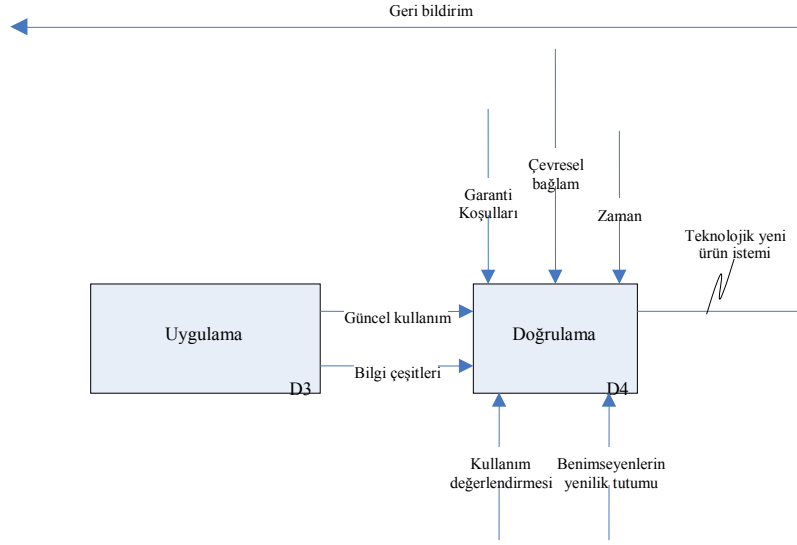 Geri bildirim
Çevresel
bağlam
Garanti
Koşulları
Zaman
Teknolojik yeni
ürün istemi
Uygulama
D3
Güncel kullanım
Bilgi çeşitleri
Doğrulama
D4
Kullanım
değerlendirmesi
Benimseyenlerin
yenilik tutumu